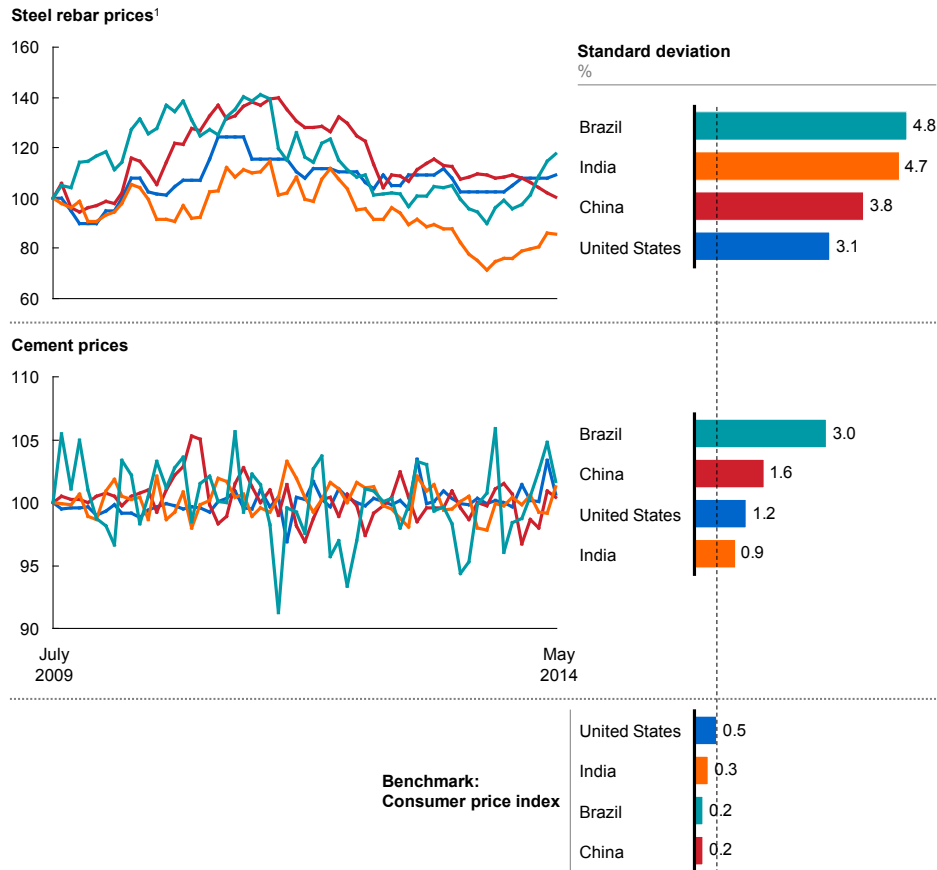 Steel rebar prices¹
160
140
120
100
80
60
Standard deviation
%
Brazil 4.8
India 4.7
China 3.8
United States 3.1
Cement prices
110
105
100
95
90
July
2009
May
2014
Brazil 3.0
China 1.6
United States 1.2
India 0.9
Benchmark:
Consumer price index
United States 0.5
India 0.3
Brazil 0.2
China 0.2